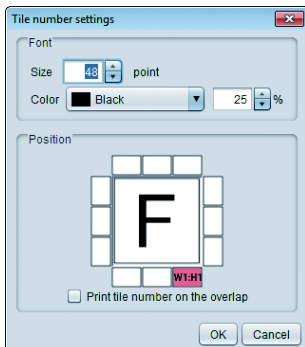 Tile number settings
Font
Size 48 point
Color Black 25 %
Position
F
W1:H1
Print tile number on the overlap
OK Cancel